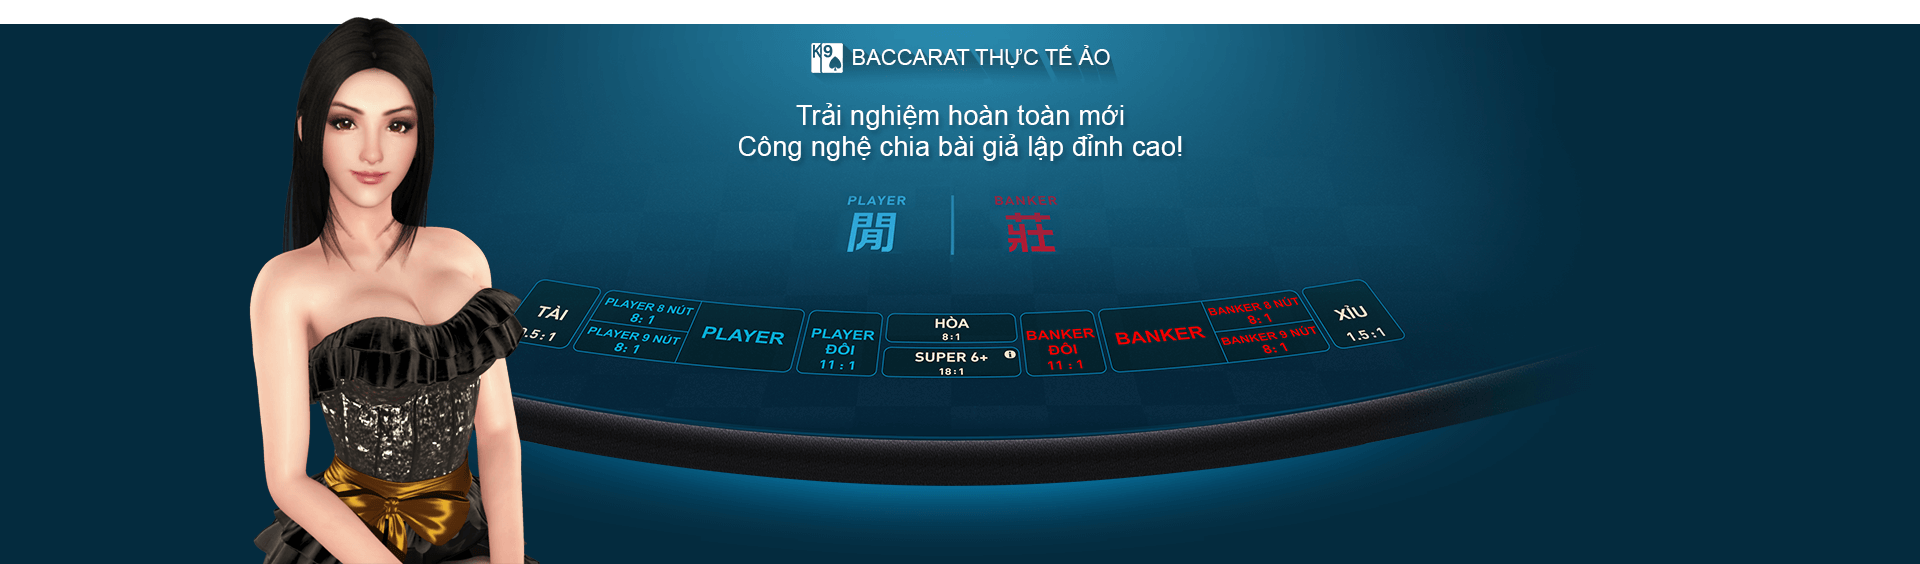 K9 BACCARAT THỰC TẾ ẢO
Trải nghiệm hoàn toàn mới
Công nghệ chia bài giả lập đỉnh cao!
PLAYER
閒
BANKER
莊
TÀI
.5:1
PLAYER 8 NÚT
8:1
PLAYER 9 NÚT
8:1
PLAYER
PLAYER
ĐÔI
11:1
HÒA
8:1
SUPER 6+
18:1
BANKER
ĐÔI
11:1
BANKER
BANKER 8 NÚT
8:1
BANKER 9 NÚT
8:1
XỈU
1.5:1